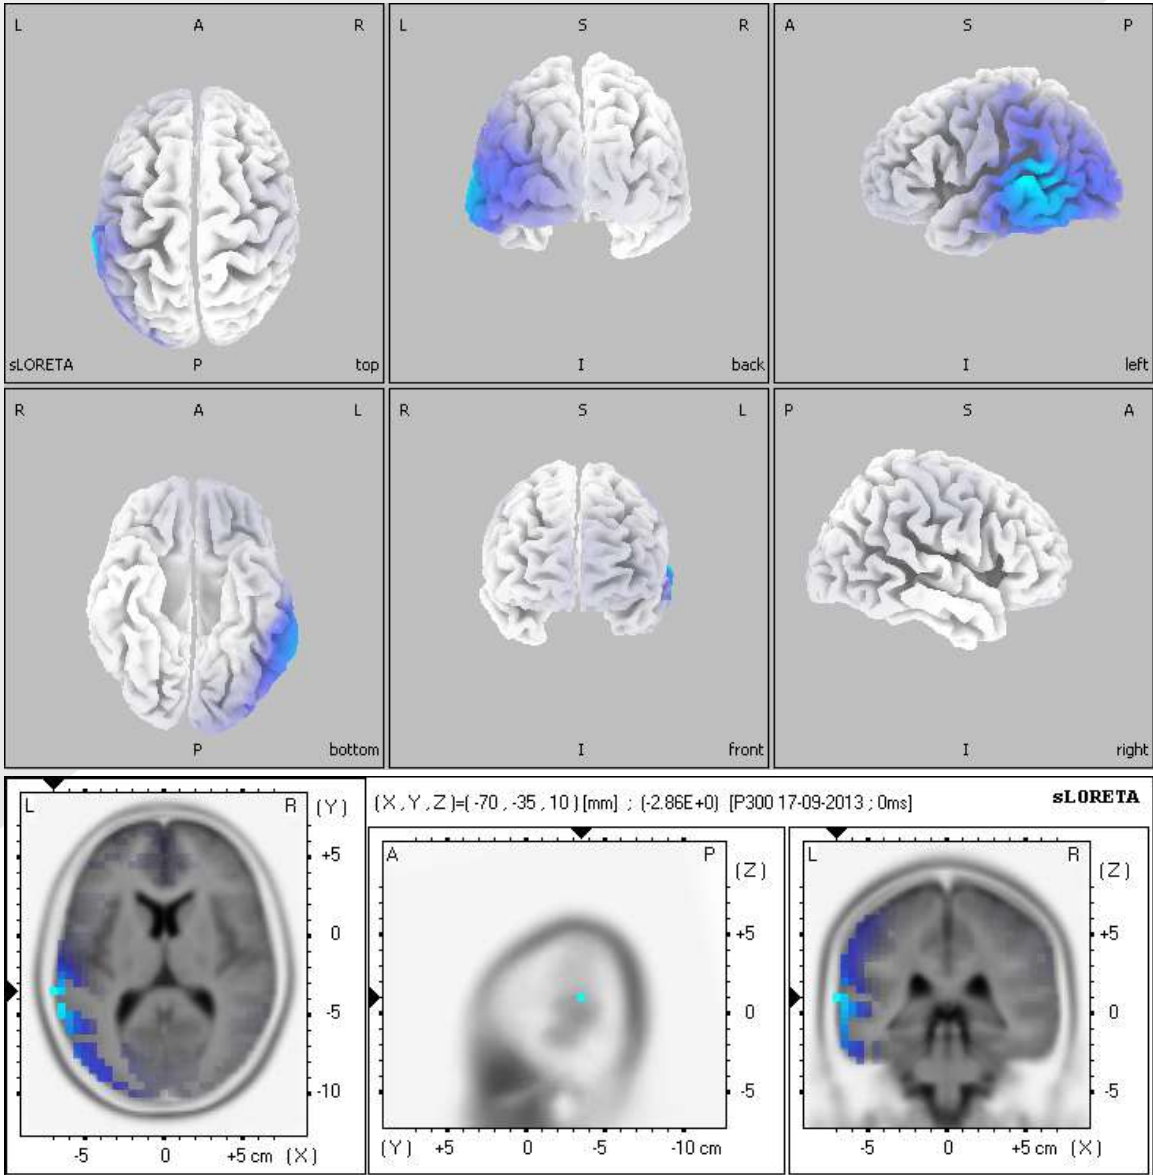 L A R
sLORETA P top
L S R
I back
A S P
I left
R A L
P bottom
R S L
I front
P S A
I right
(X,Y,Z)=(-70,-35,10)[mm] ; (-2.86E+0) [P300 17-09-2013 ; 0ms] sLORETA
L R (Y)
+5
0
-5
-10
-5 0 +5 cm (X)
A P (Z)
+5
0
-5
(Y) +5 0 -5 -10 cm
L R (Z)
+5
0
-5
-5 0 +5 cm (X)